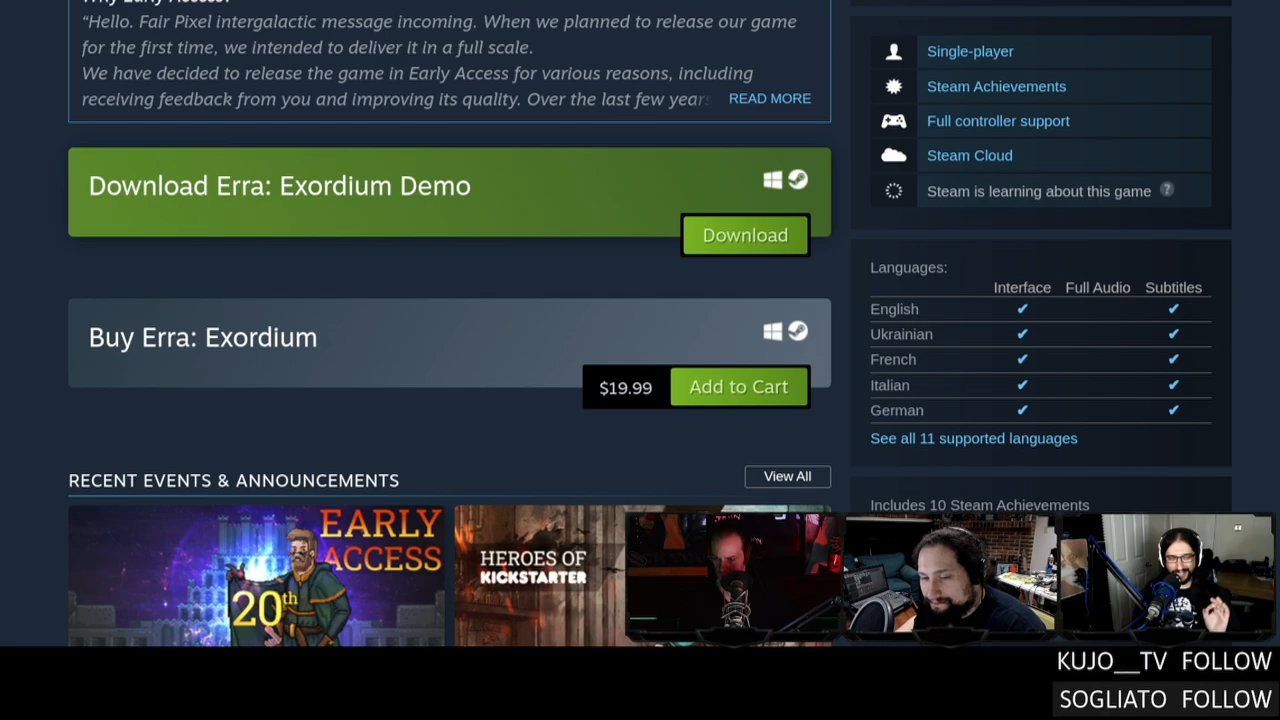 Why Early Access?
“Hello. Fair Pixel intergalactic message incoming. When we planned to release our game
for the first time, we intended to deliver it in a full scale.
We have decided to release the game in Early Access for various reasons, including
receiving feedback from you and improving its quality. Over the last few years
READ MORE
Download Erra: Exordium Demo
Download
Buy Erra: Exordium
$19.99
Add to Cart
RECENT EVENTS & ANNOUNCEMENTS
View All
EARLY
ACCESS
20th
HEROES OF
KICKSTARTER
Single-player
Steam Achievements
Full controller support
Steam Cloud
Steam is learning about this game ?
Languages:
Interface Full Audio Subtitles
English ✔ ✔
Ukrainian ✔ ✔
French ✔ ✔
Italian ✔ ✔
German ✔ ✔
See all 11 supported languages
Includes 10 Steam Achievements
KUJO__TV FOLLOW
SOGLIATO FOLLOW